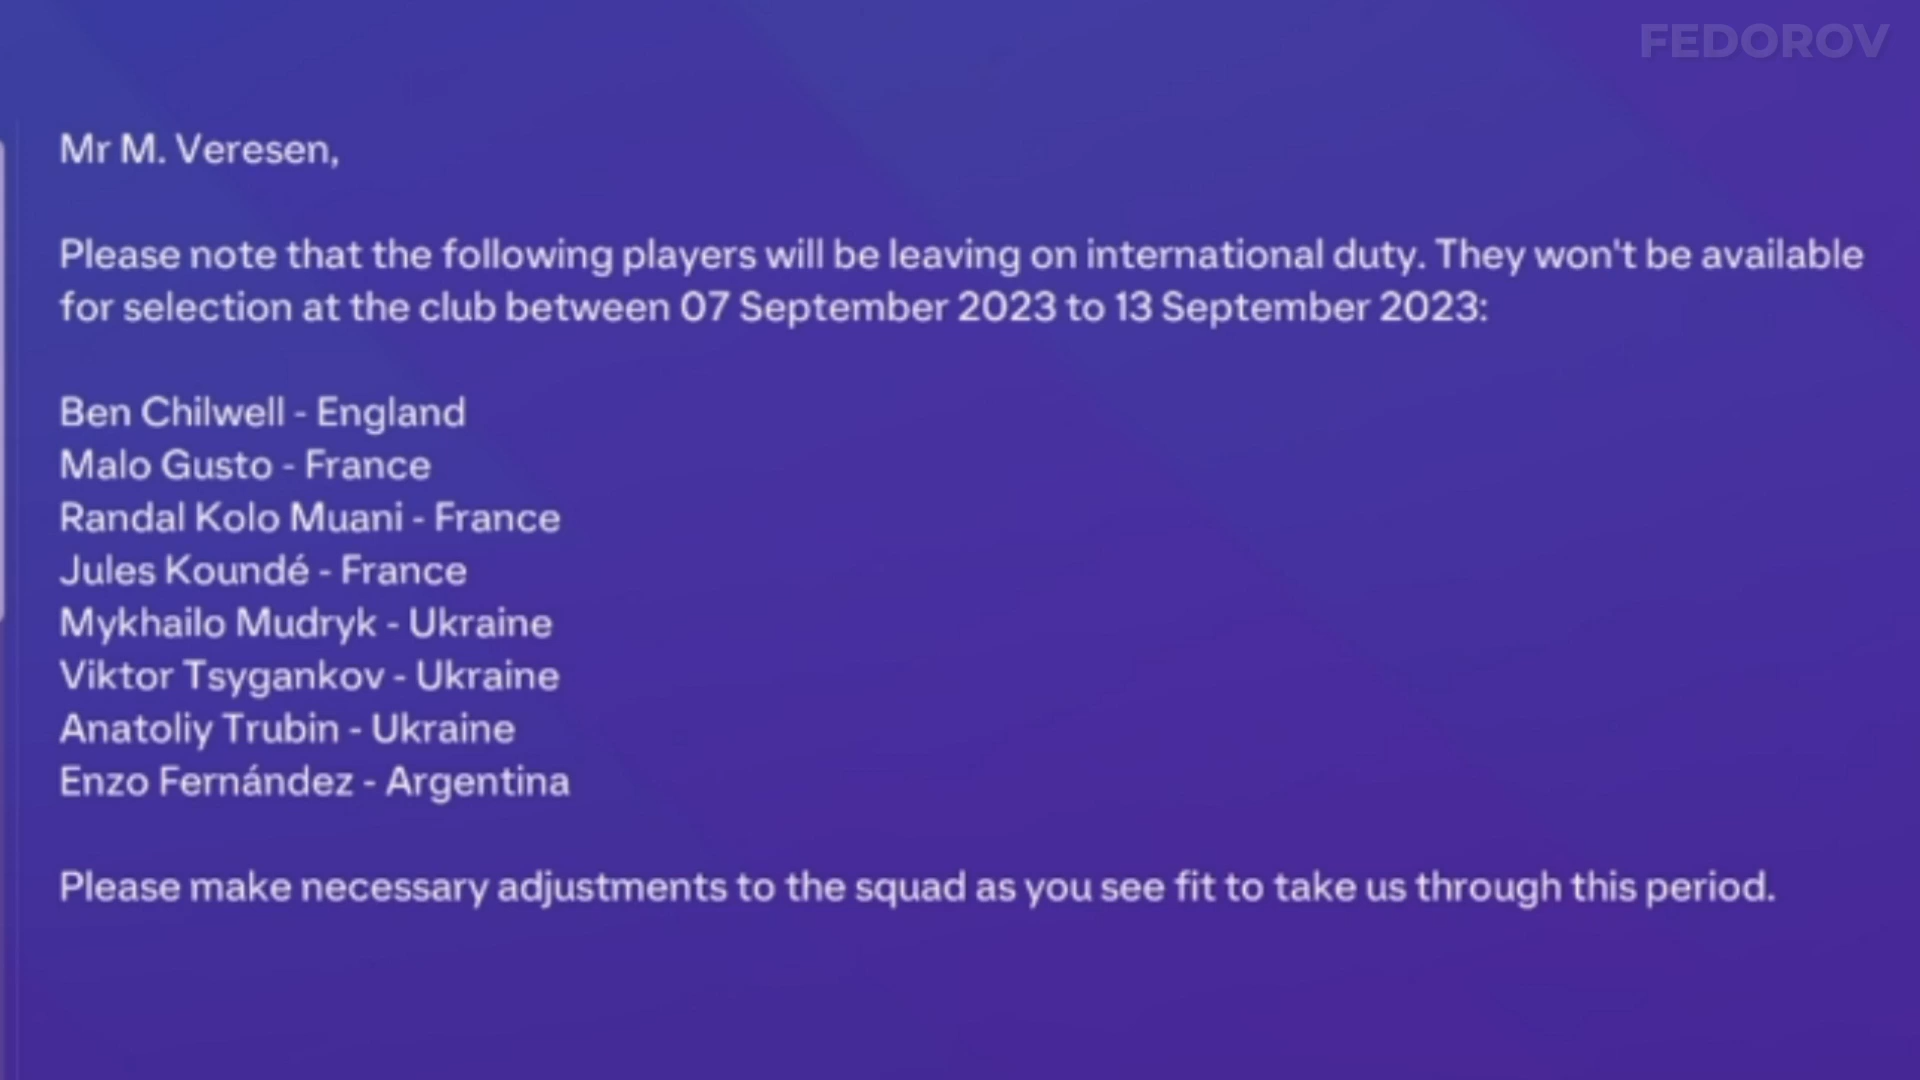 FEDOROV
Mr M. Veresen,
Please note that the following players will be leaving on international duty. They won't be available
for selection at the club between 07 September 2023 to 13 September 2023:
Ben Chilwell - England
Malo Gusto - France
Randal Kolo Muani - France
Jules Koundé - France
Mykhailo Mudryk - Ukraine
Viktor Tsygankov - Ukraine
Anatoliy Trubin - Ukraine
Enzo Fernández - Argentina
Please make necessary adjustments to the squad as you see fit to take us through this period.